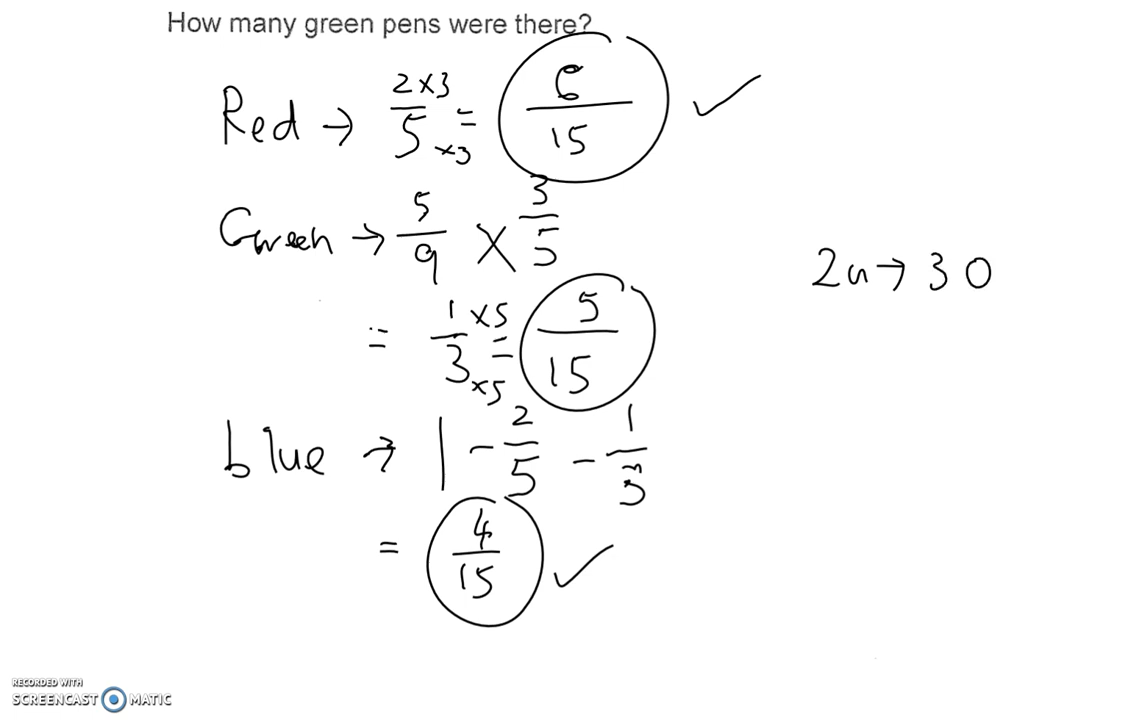 How many green pens were there?
Red → 2×3/5×3 = 6/15 ✓
Green → 5/9 × 3/5
= 1×5/3×5 = 5/15
2u → 30
blue → 1 - 2/5 - 1/3
= 4/15 ✓
RECORDED WITH
SCREENCAST O MATIC